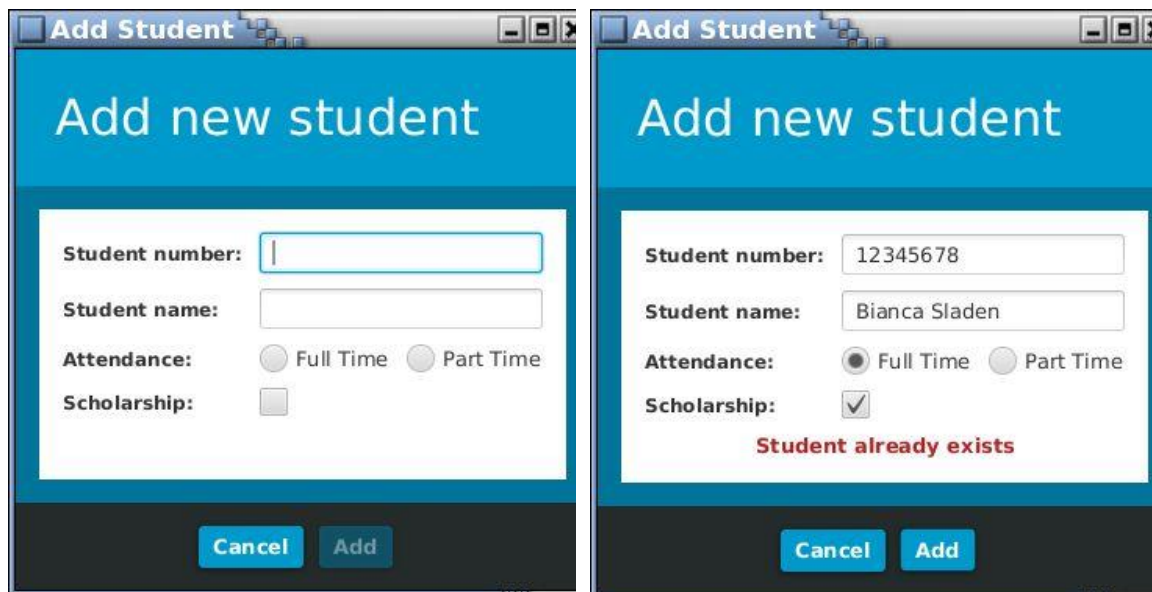 Add Student
Add new student
Student number:
Student name:
Attendance: Full Time Part Time
Scholarship:
Cancel Add
Add Student
Add new student
Student number: 12345678
Student name: Bianca Sladen
Attendance: Full Time Part Time
Scholarship:
Student already exists
Cancel Add